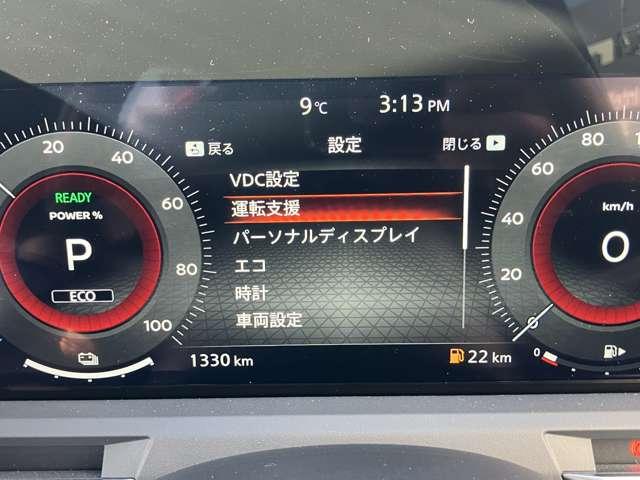 9℃ 3:13 PM
戻る 設定 閉じる
VDC設定
運転支援
パーソナルディスプレイ
エコ
時計
車両設定
1330 km 22 km
20
40
60
80
100
READY
POWER %
P
ECO
0
20
40
60
80
km/h
0
0